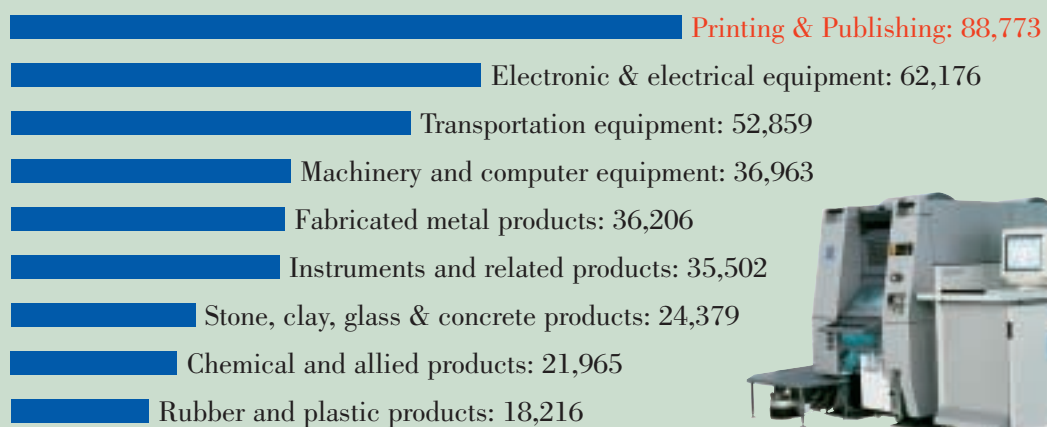 Printing & Publishing: 88,773
Electronic & electrical equipment: 62,176
Transportation equipment: 52,859
Machinery and computer equipment: 36,963
Fabricated metal products: 36,206
Instruments and related products: 35,502
Stone, clay, glass & concrete products: 24,379
Chemical and allied products: 21,965
Rubber and plastic products: 18,216